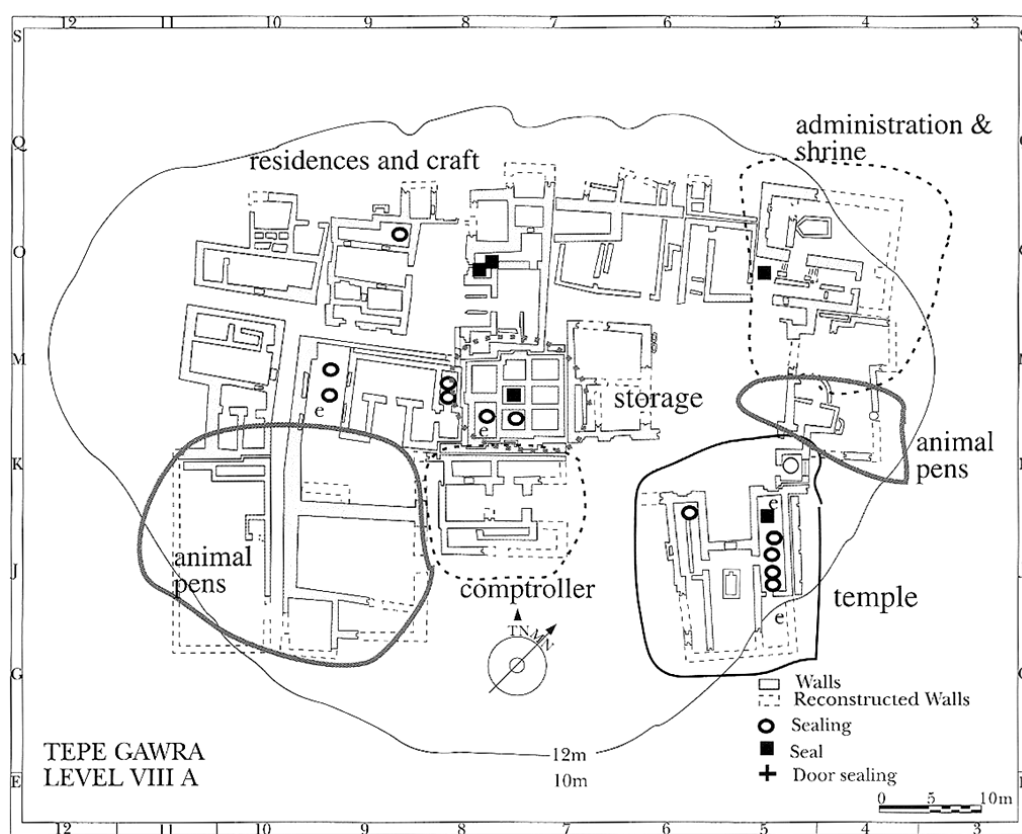 12 11 10 9 8 7 6 5 4 3
S
Q
administration &
shrine
residences and craft
O
M
e
e
storage
K
animal
pens
e
animal
pens
J
comptroller
temple
e
TN
G
Walls
Reconstructed Walls
Sealing
Seal
Door sealing
TEPE GAWRA
LEVEL VIII A
12m
10m
E
0 5 10m
12 11 10 9 8 7 6 5 4 3